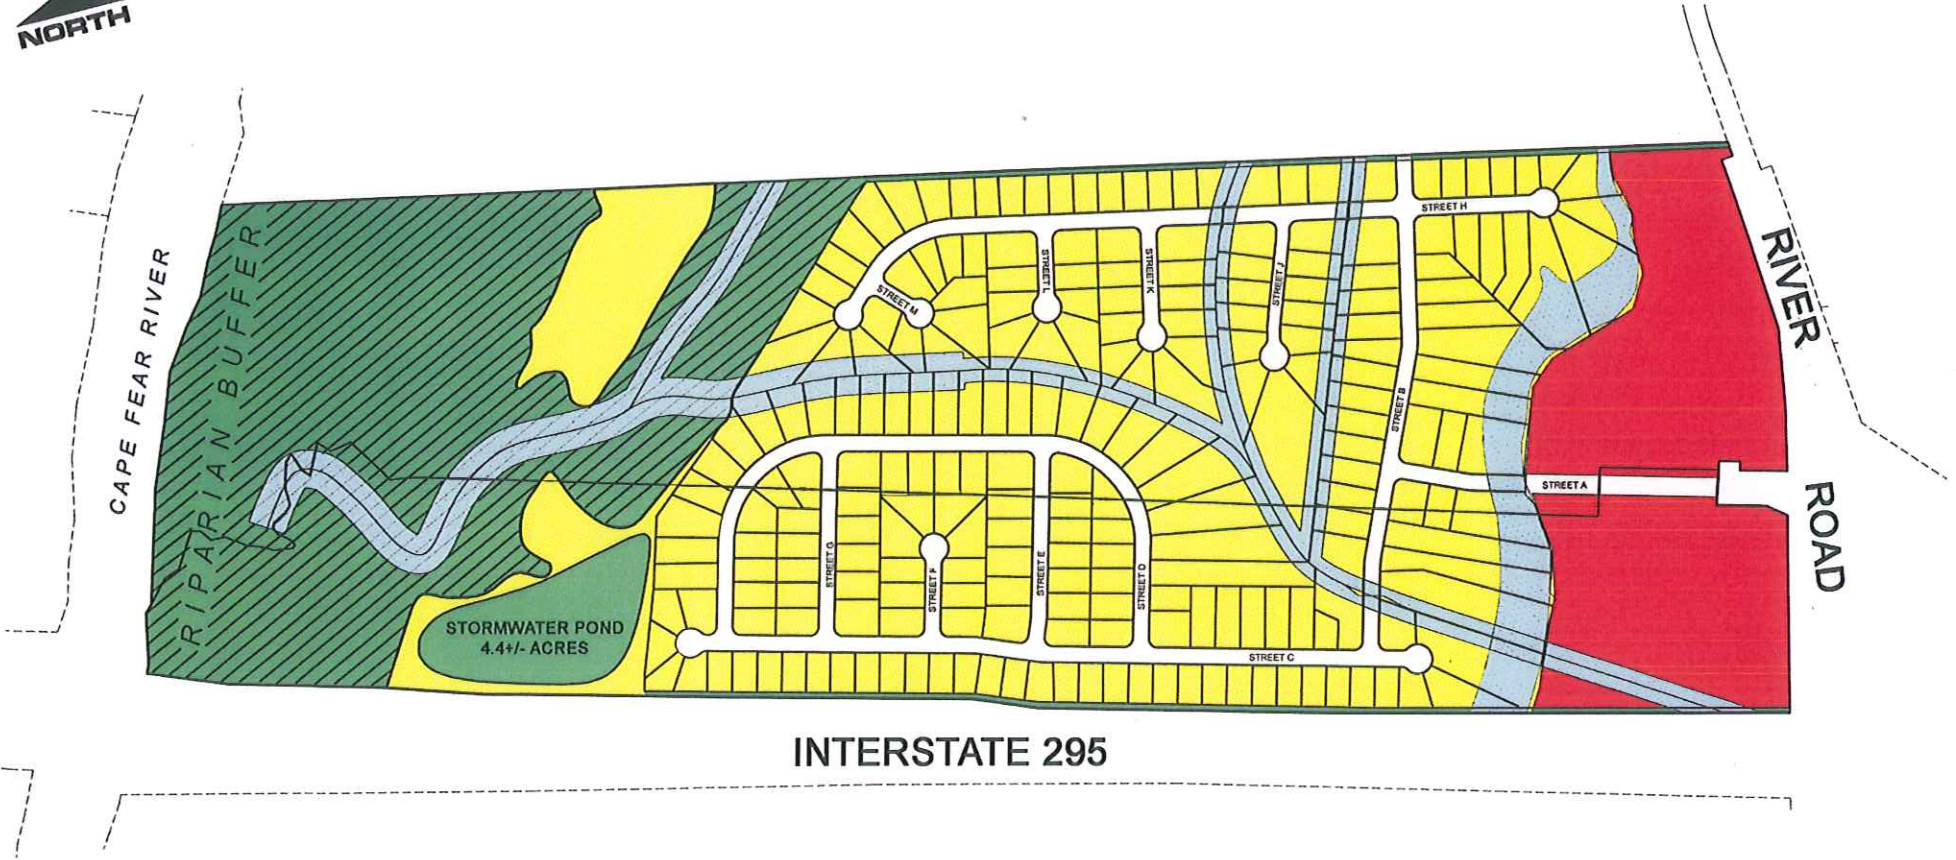 NORTH
CAPE FEAR RIVER
RIPARIAN BUFFER
STORMWATER POND
4.4+/- ACRES
STREET M
STREET L
STREET K
STREET J
STREET H
STREET B
STREET A
STREET G
STREET F
STREET E
STREET D
STREET C
RIVER
ROAD
INTERSTATE 295